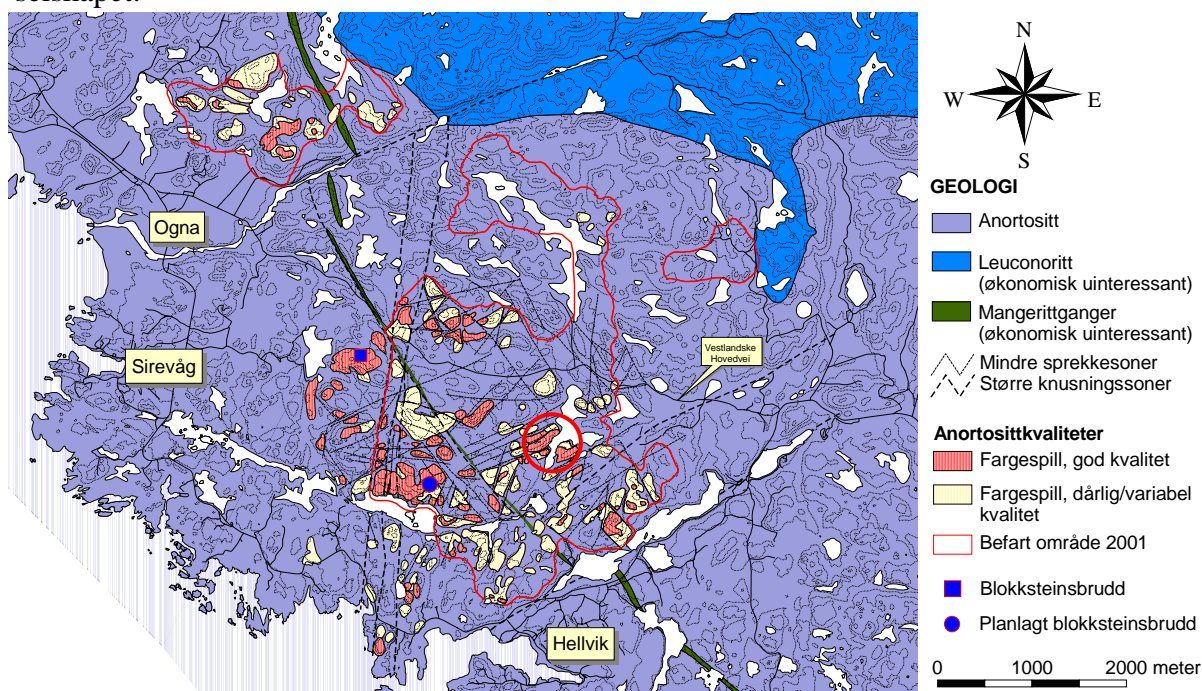 selskapet.
Ogna
Sirevåg
Vestlandske
Hovedvei
Hellvik
N
W
E
S
GEOLOGI
Anortositt
Leuconoritt
(økonomisk uinteressant)
Mangerittganger
(økonomisk uinteressant)
Mindre sprekkesoner
Større knusningssoner
Anortosittkvaliteter
Fargespill, god kvalitet
Fargespill, dårlig/variabel
kvalitet
Befart område 2001
Blokksteinsbrudd
Planlagt blokksteinsbrudd
0 1000 2000 meter